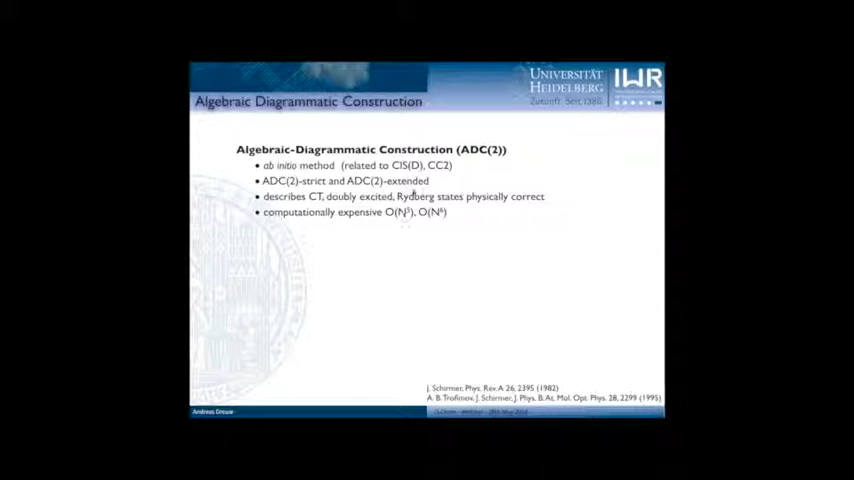 UNIVERSITÄT
HEIDELBERG
Zukunft. Seit 1386.
IWR
Algebraic Diagrammatic Construction
Algebraic-Diagrammatic Construction (ADC(2))
• ab initio method (related to CIS(D), CC2)
• ADC(2)-strict and ADC(2)-extended
• describes CT, doubly excited, Rydberg states physically correct
• computationally expensive O(N⁵), O(N⁶)
J. Schirmer, Phys. Rev. A 26, 2395 (1982)
A. B. Trofimov, J. Schirmer, J. Phys. B: At. Mol. Opt. Phys. 28, 2299 (1995)
Andreas Dreuw